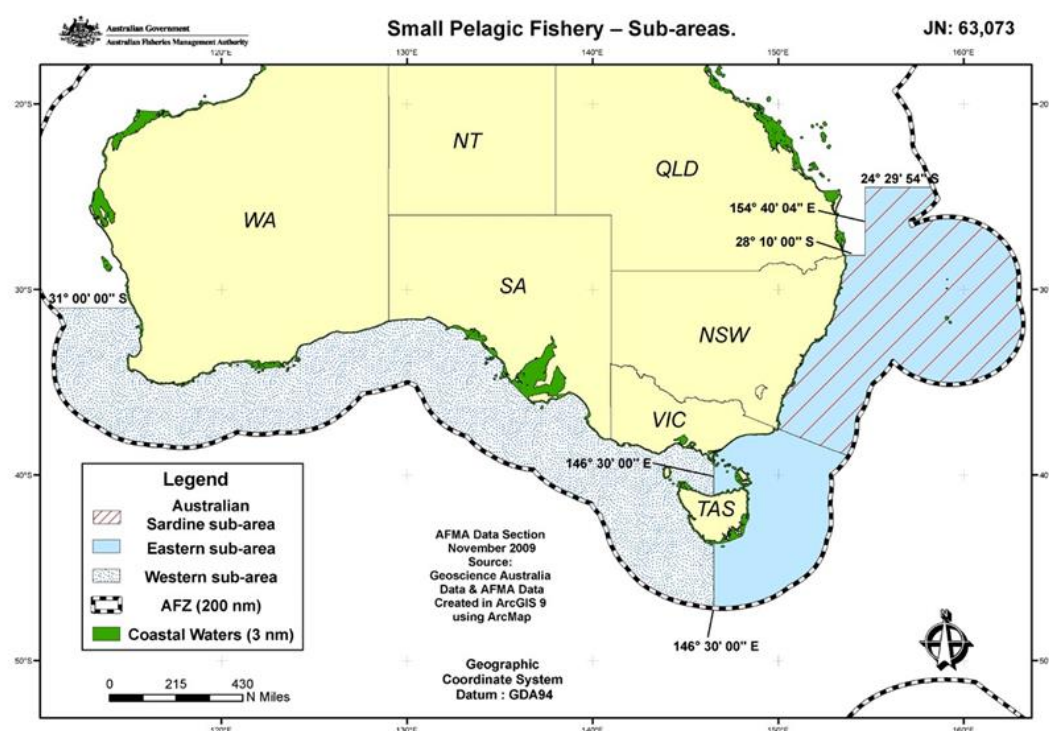 Australian Government
Australian Fisheries Management Authority
Small Pelagic Fishery – Sub-areas.
JN: 63,073
120°E
130°E
140°E
150°E
160°E
20°S
20°
NT
QLD
WA
24° 29' 54" S
154° 40' 04" E
28° 10' 00" S
SA
31° 00' 00" S
30°
NSW
VIC
146° 30' 00" E
40°S
40°
TAS
Legend
Australian
Sardine sub-area
Eastern sub-area
Western sub-area
AFZ (200 nm)
Coastal Waters (3 nm)
AFMA Data Section
November 2009
Source:
Geoscience Australia
Data & AFMA Data
Created in ArcGIS 9
using ArcMap
146° 30' 00" E
50°S
50°
Geographic
Coordinate System
Datum : GDA94
0 215 430
N Miles
120°E
130°E
140°E
150°E
160°E